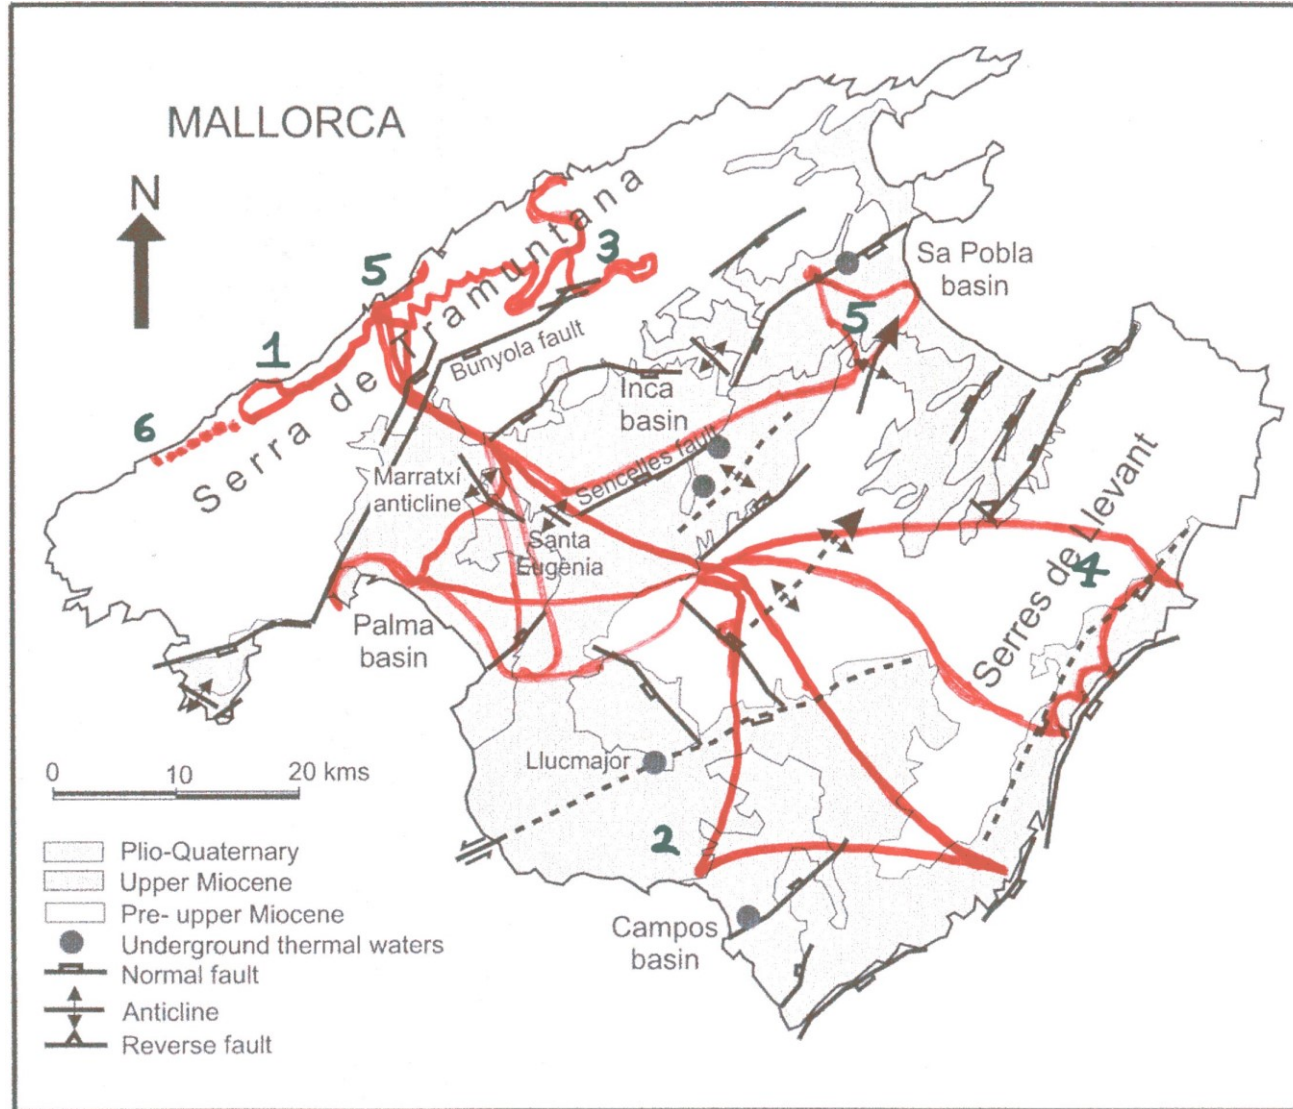 MALLORCA
N
Serra de Tramuntana
3
5
Sa Pobla
basin
5
1
Bunyola fault
Inca
basin
6
Sencelles fault
Marratxí
anticline
Santa
Eugènia
Serres de Llevant
4
Palma
basin
Llucmajor
0 10 20 kms
2
Plio-Quaternary
Upper Miocene
Pre- upper Miocene
Underground thermal waters
Campos
basin
Normal fault
Anticline
Reverse fault